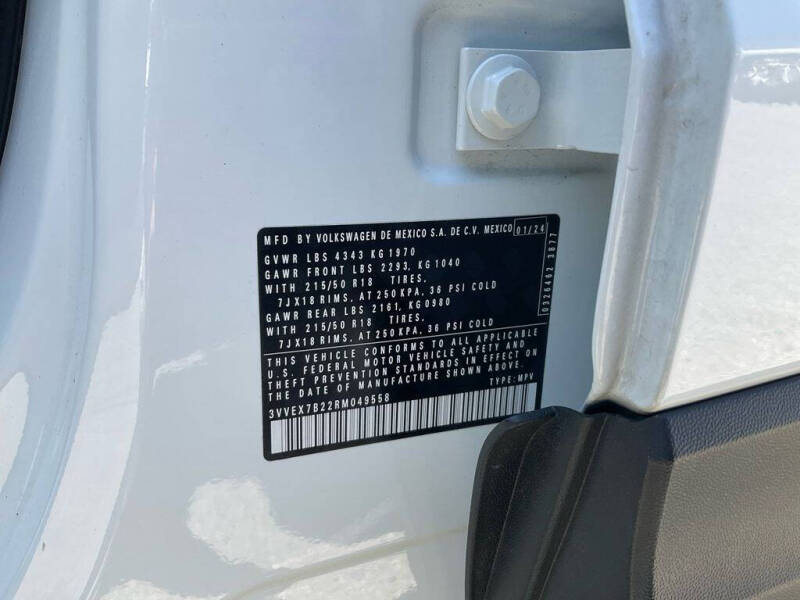 MFD BY VOLKSWAGEN DE MEXICO S.A. DE C.V. MEXICO 01/24
GVWR LBS 4343 KG 1970
GAWR FRONT LBS 2293, KG 1040
WITH 215/50 R18 TIRES,
7JX18 RIMS, AT 250 KPA, 36 PSI COLD
GAWR REAR LBS 2161, KG 0980
WITH 215/50 R18 TIRES,
7JX18 RIMS, AT 250 KPA, 36 PSI COLD
THIS VEHICLE CONFORMS TO ALL APPLICABLE
U.S. FEDERAL MOTOR VEHICLE SAFETY AND
THEFT PREVENTION STANDARDS IN EFFECT ON
THE DATE OF MANUFACTURE SHOWN ABOVE.
3VVEX7B22RM049558 TYPE: MPV
0326462 3677